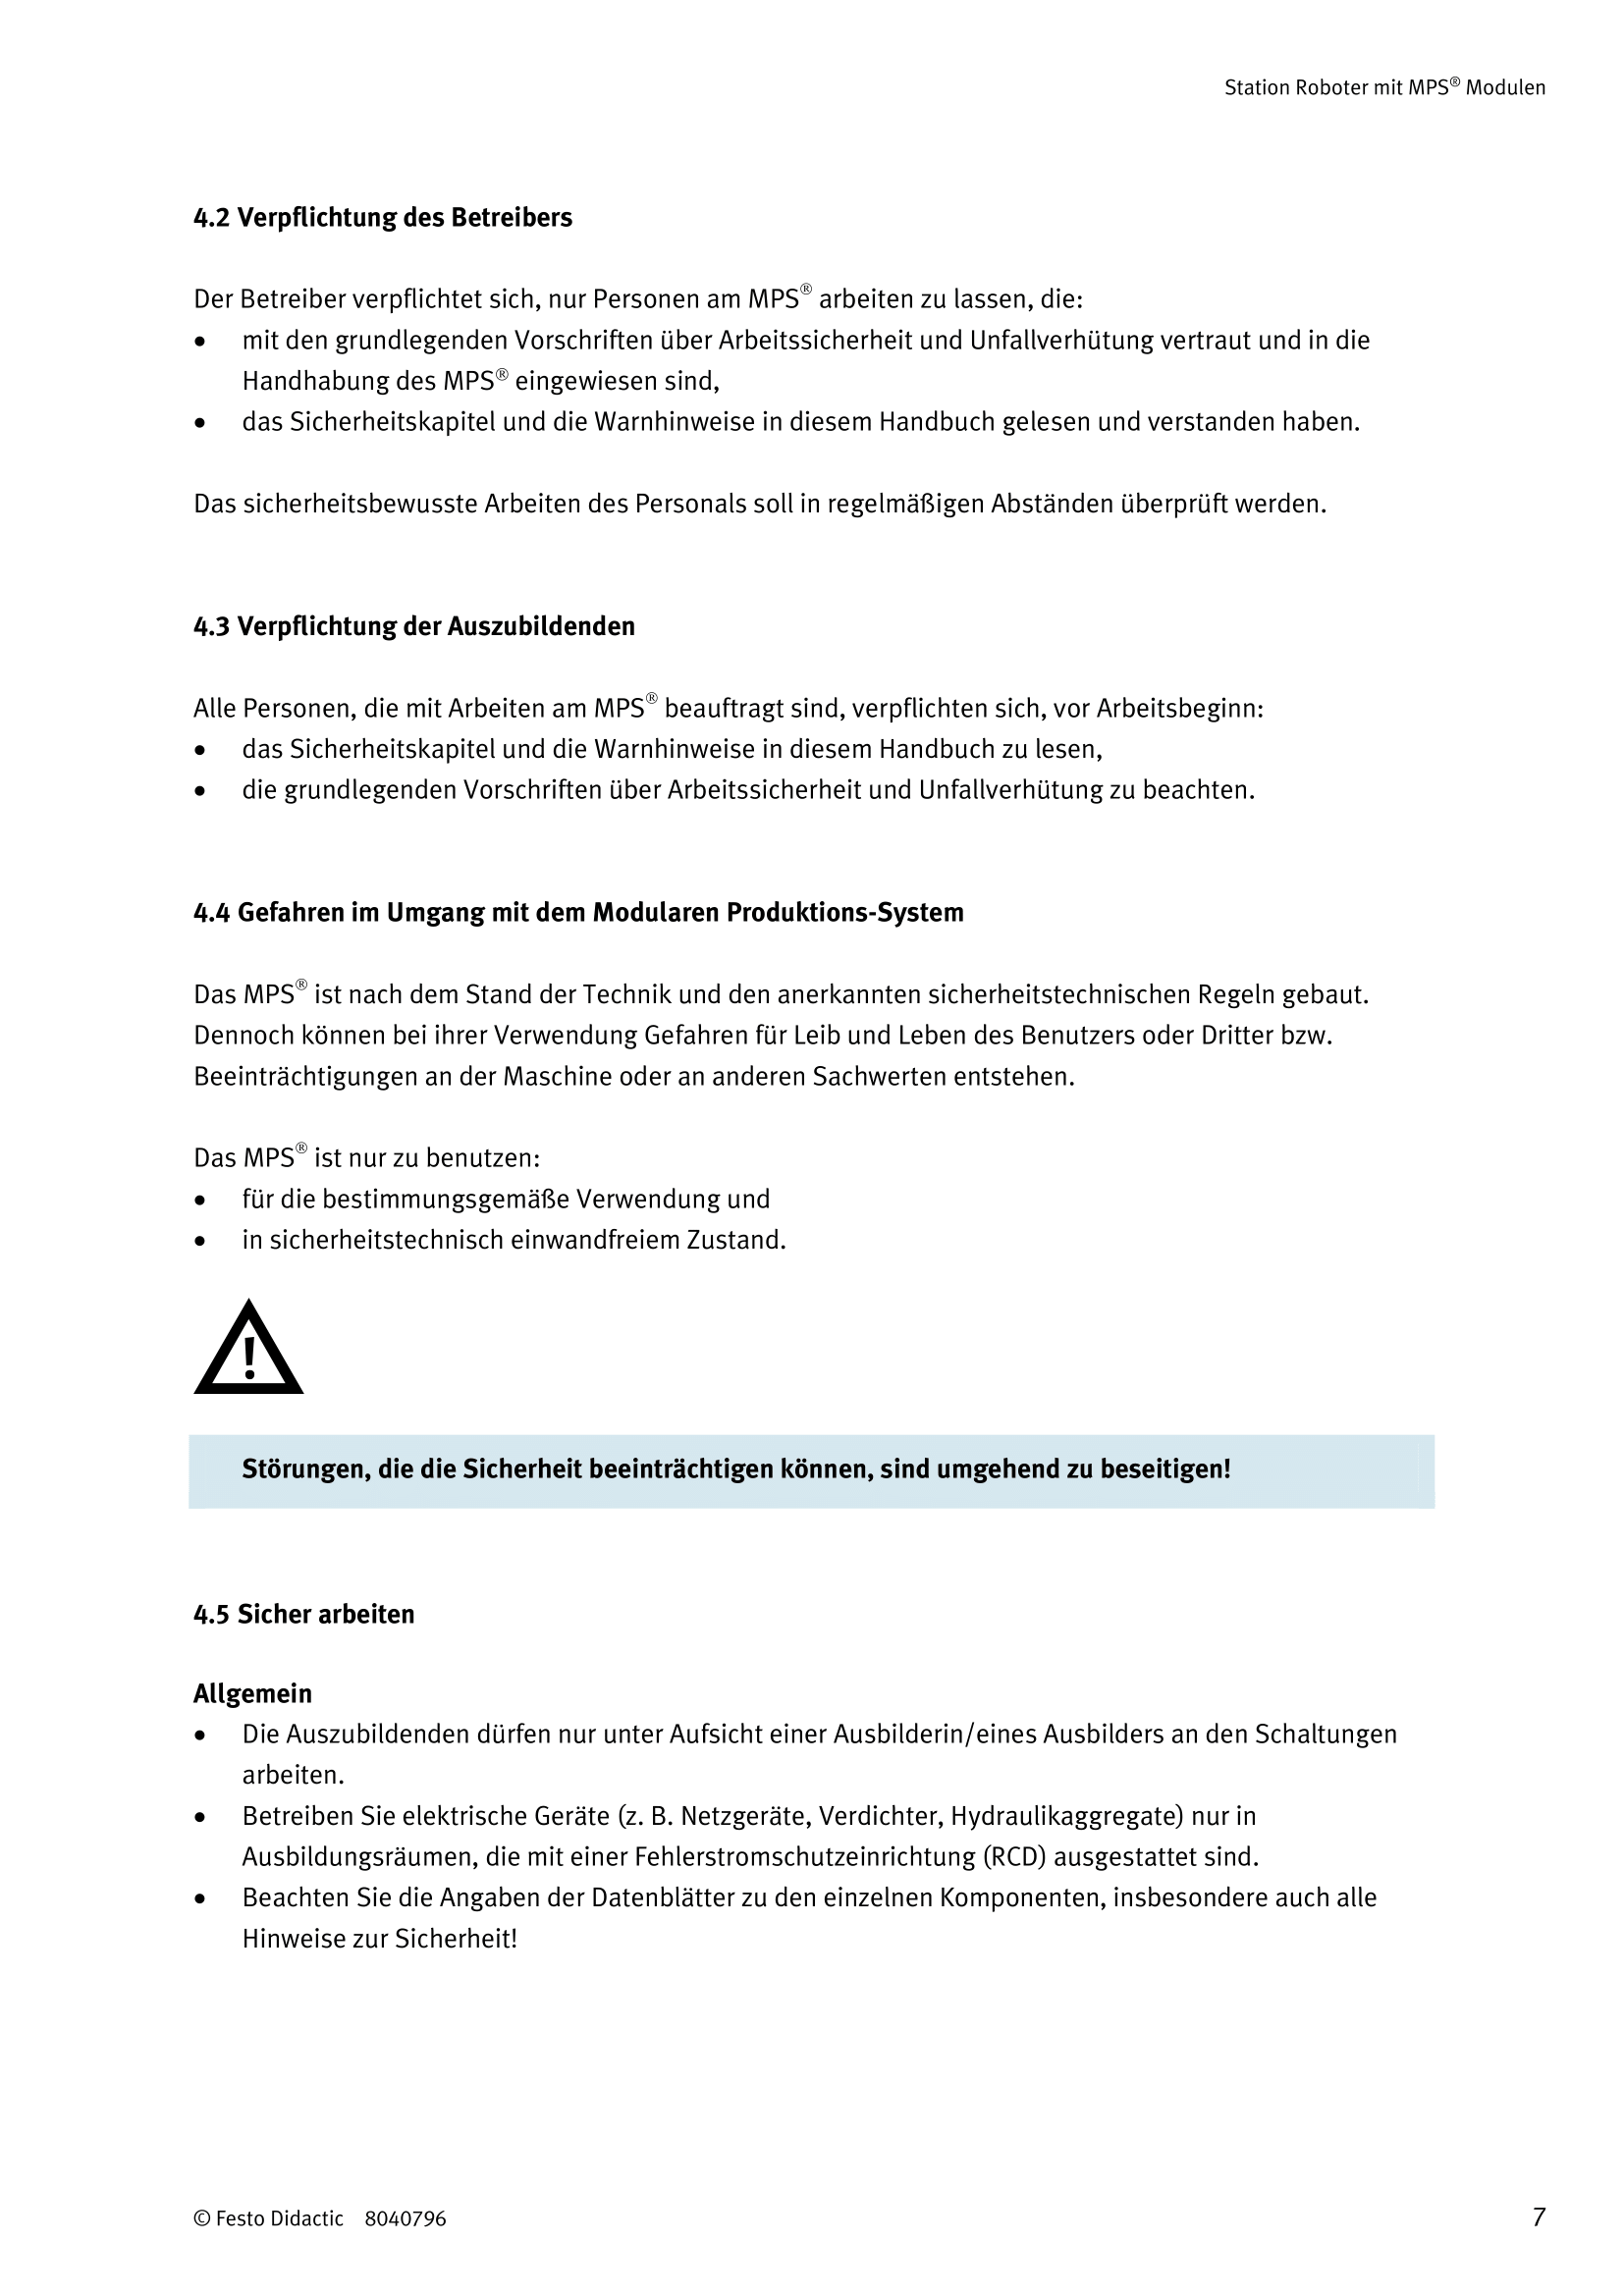 Station Roboter mit MPS® Modulen
4.2 Verpflichtung des Betreibers
Der Betreiber verpflichtet sich, nur Personen am MPS® arbeiten zu lassen, die:
• mit den grundlegenden Vorschriften über Arbeitssicherheit und Unfallverhütung vertraut und in die
Handhabung des MPS® eingewiesen sind,
• das Sicherheitskapitel und die Warnhinweise in diesem Handbuch gelesen und verstanden haben.
Das sicherheitsbewusste Arbeiten des Personals soll in regelmäßigen Abständen überprüft werden.
4.3 Verpflichtung der Auszubildenden
Alle Personen, die mit Arbeiten am MPS® beauftragt sind, verpflichten sich, vor Arbeitsbeginn:
• das Sicherheitskapitel und die Warnhinweise in diesem Handbuch zu lesen,
• die grundlegenden Vorschriften über Arbeitssicherheit und Unfallverhütung zu beachten.
4.4 Gefahren im Umgang mit dem Modularen Produktions-System
Das MPS® ist nach dem Stand der Technik und den anerkannten sicherheitstechnischen Regeln gebaut.
Dennoch können bei ihrer Verwendung Gefahren für Leib und Leben des Benutzers oder Dritter bzw.
Beeinträchtigungen an der Maschine oder an anderen Sachwerten entstehen.
Das MPS® ist nur zu benutzen:
• für die bestimmungsgemäße Verwendung und
• in sicherheitstechnisch einwandfreiem Zustand.
!
Störungen, die die Sicherheit beeinträchtigen können, sind umgehend zu beseitigen!
4.5 Sicher arbeiten
Allgemein
• Die Auszubildenden dürfen nur unter Aufsicht einer Ausbilderin/eines Ausbilders an den Schaltungen
arbeiten.
• Betreiben Sie elektrische Geräte (z. B. Netzgeräte, Verdichter, Hydraulikaggregate) nur in
Ausbildungsräumen, die mit einer Fehlerstromschutzeinrichtung (RCD) ausgestattet sind.
• Beachten Sie die Angaben der Datenblätter zu den einzelnen Komponenten, insbesondere auch alle
Hinweise zur Sicherheit!
© Festo Didactic 8040796
7